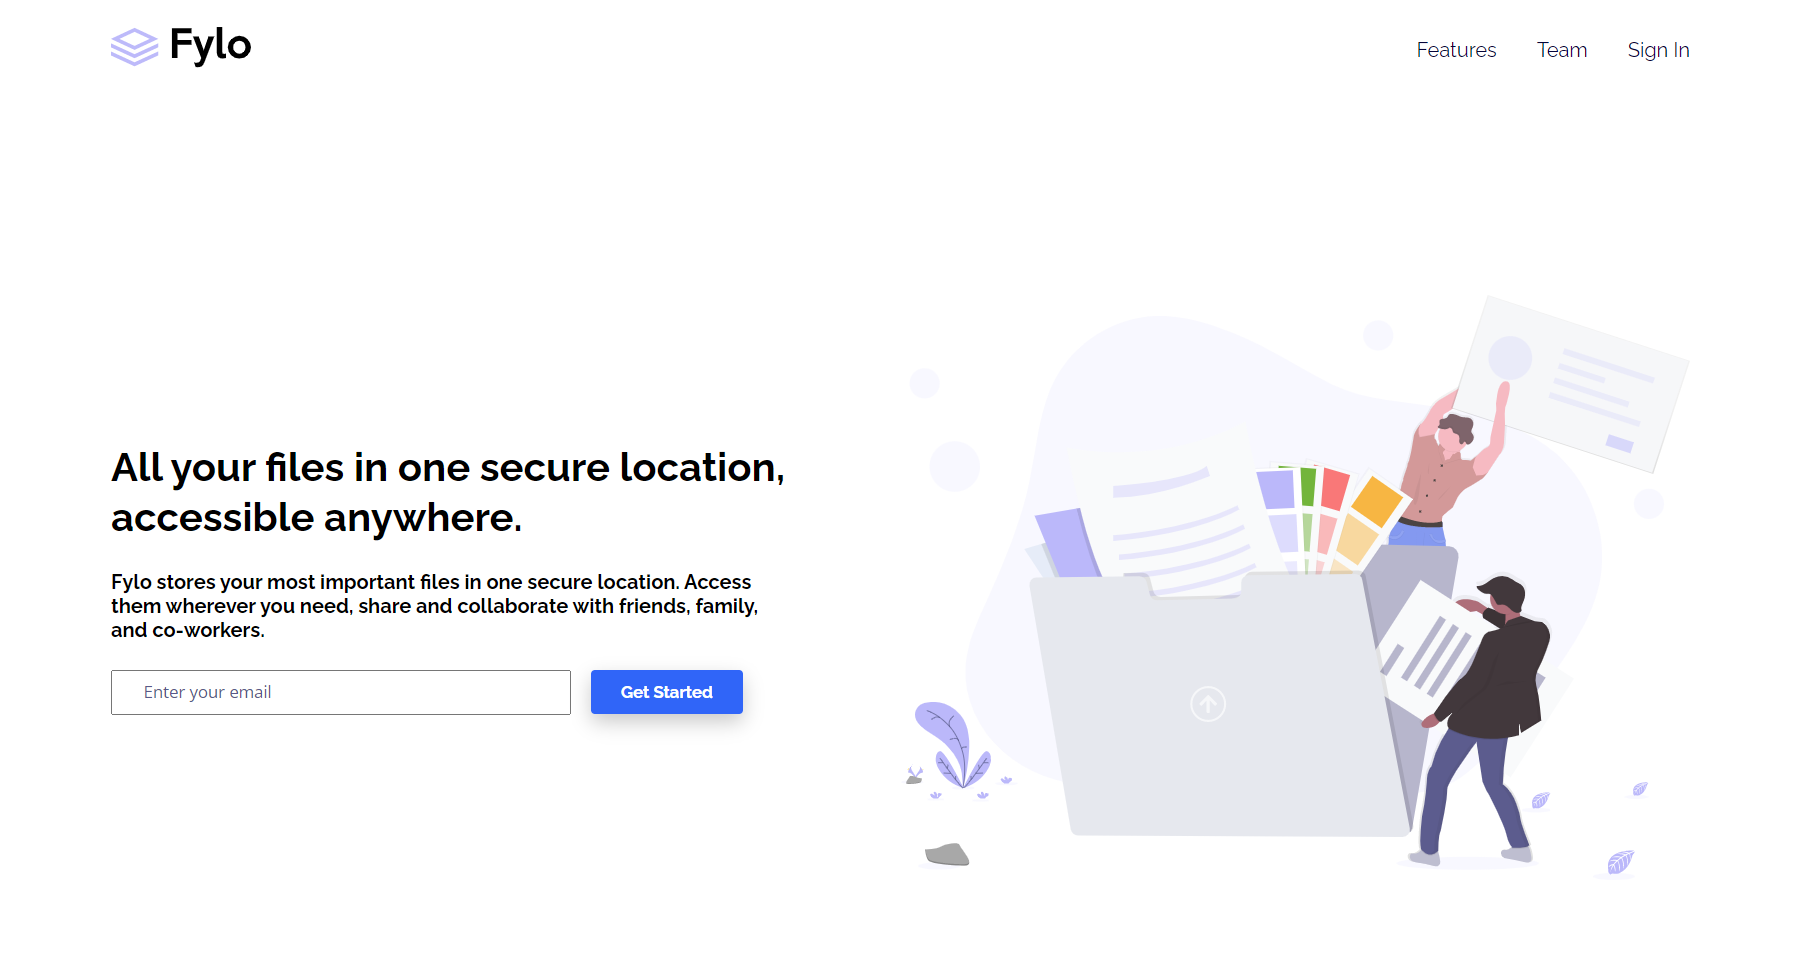 Fylo
Features Team Sign In
All your files in one secure location,
accessible anywhere.
Fylo stores your most important files in one secure location. Access
them wherever you need, share and collaborate with friends, family,
and co-workers.
Enter your email
Get Started